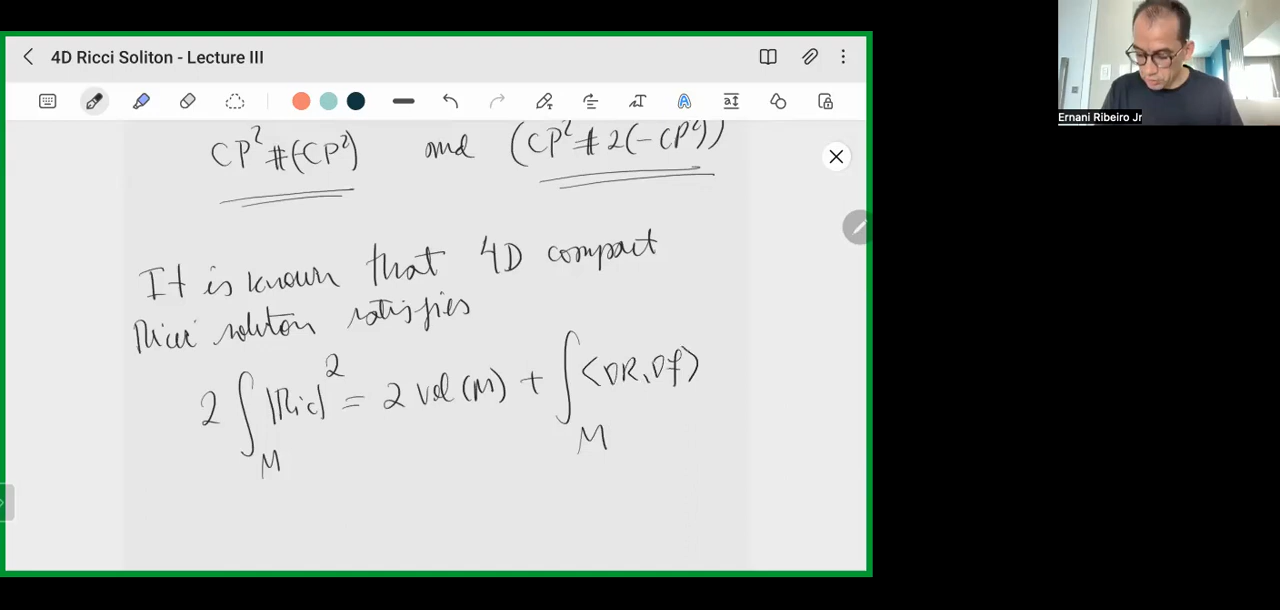 4D Ricci Soliton - Lecture III
Ernani Ribeiro Jr
CP² # (-CP²) and (CP² # 2(-CP²))
It is known that 4D compact
Ricci soliton satisfies
2 ∫_M |Ric|² = 2 vol(M) + ∫_M <∇R, ∇f>